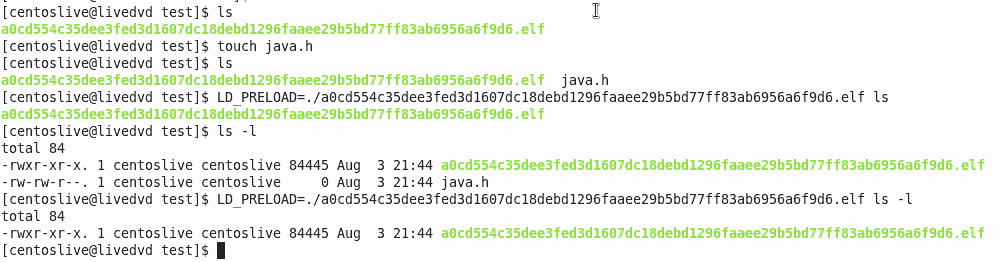 [centoslive@livedvd test]$ ls
a0cd554c35dee3fed3d1607dc18debd1296faaee29b5bd77ff83ab6956a6f9d6.elf
[centoslive@livedvd test]$ touch java.h
[centoslive@livedvd test]$ ls
a0cd554c35dee3fed3d1607dc18debd1296faaee29b5bd77ff83ab6956a6f9d6.elf  java.h
[centoslive@livedvd test]$ LD_PRELOAD=./a0cd554c35dee3fed3d1607dc18debd1296faaee29b5bd77ff83ab6956a6f9d6.elf ls
a0cd554c35dee3fed3d1607dc18debd1296faaee29b5bd77ff83ab6956a6f9d6.elf
[centoslive@livedvd test]$ ls -l
total 84
-rwxr-xr-x. 1 centoslive centoslive 84445 Aug  3 21:44 a0cd554c35dee3fed3d1607dc18debd1296faaee29b5bd77ff83ab6956a6f9d6.elf
-rw-rw-r--. 1 centoslive centoslive     0 Aug  3 21:44 java.h
[centoslive@livedvd test]$ LD_PRELOAD=./a0cd554c35dee3fed3d1607dc18debd1296faaee29b5bd77ff83ab6956a6f9d6.elf ls -l
total 84
-rwxr-xr-x. 1 centoslive centoslive 84445 Aug  3 21:44 a0cd554c35dee3fed3d1607dc18debd1296faaee29b5bd77ff83ab6956a6f9d6.elf
[centoslive@livedvd test]$